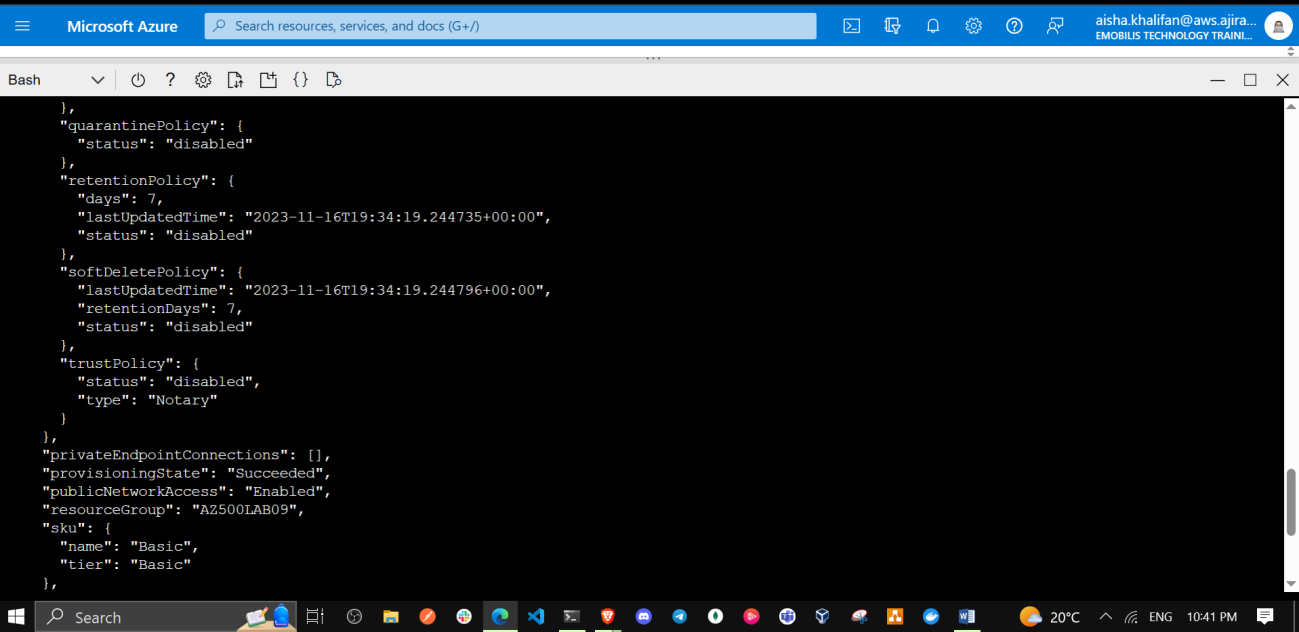 Microsoft Azure
Search resources, services, and docs (G+/)
aisha.khalifan@aws.ajira...
EMOBILIS TECHNOLOGY TRAINI...
Bash
},
"quarantinePolicy": {
"status": "disabled"
},
"retentionPolicy": {
"days": 7,
"lastUpdatedTime": "2023-11-16T19:34:19.244735+00:00",
"status": "disabled"
},
"softDeletePolicy": {
"lastUpdatedTime": "2023-11-16T19:34:19.244796+00:00",
"retentionDays": 7,
"status": "disabled"
},
"trustPolicy": {
"status": "disabled",
"type": "Notary"
}
},
"privateEndpointConnections": [],
"provisioningState": "Succeeded",
"publicNetworkAccess": "Enabled",
"resourceGroup": "AZ500LAB09",
"sku": {
"name": "Basic",
"tier": "Basic"
},
Search
20°C
ENG
10:41 PM